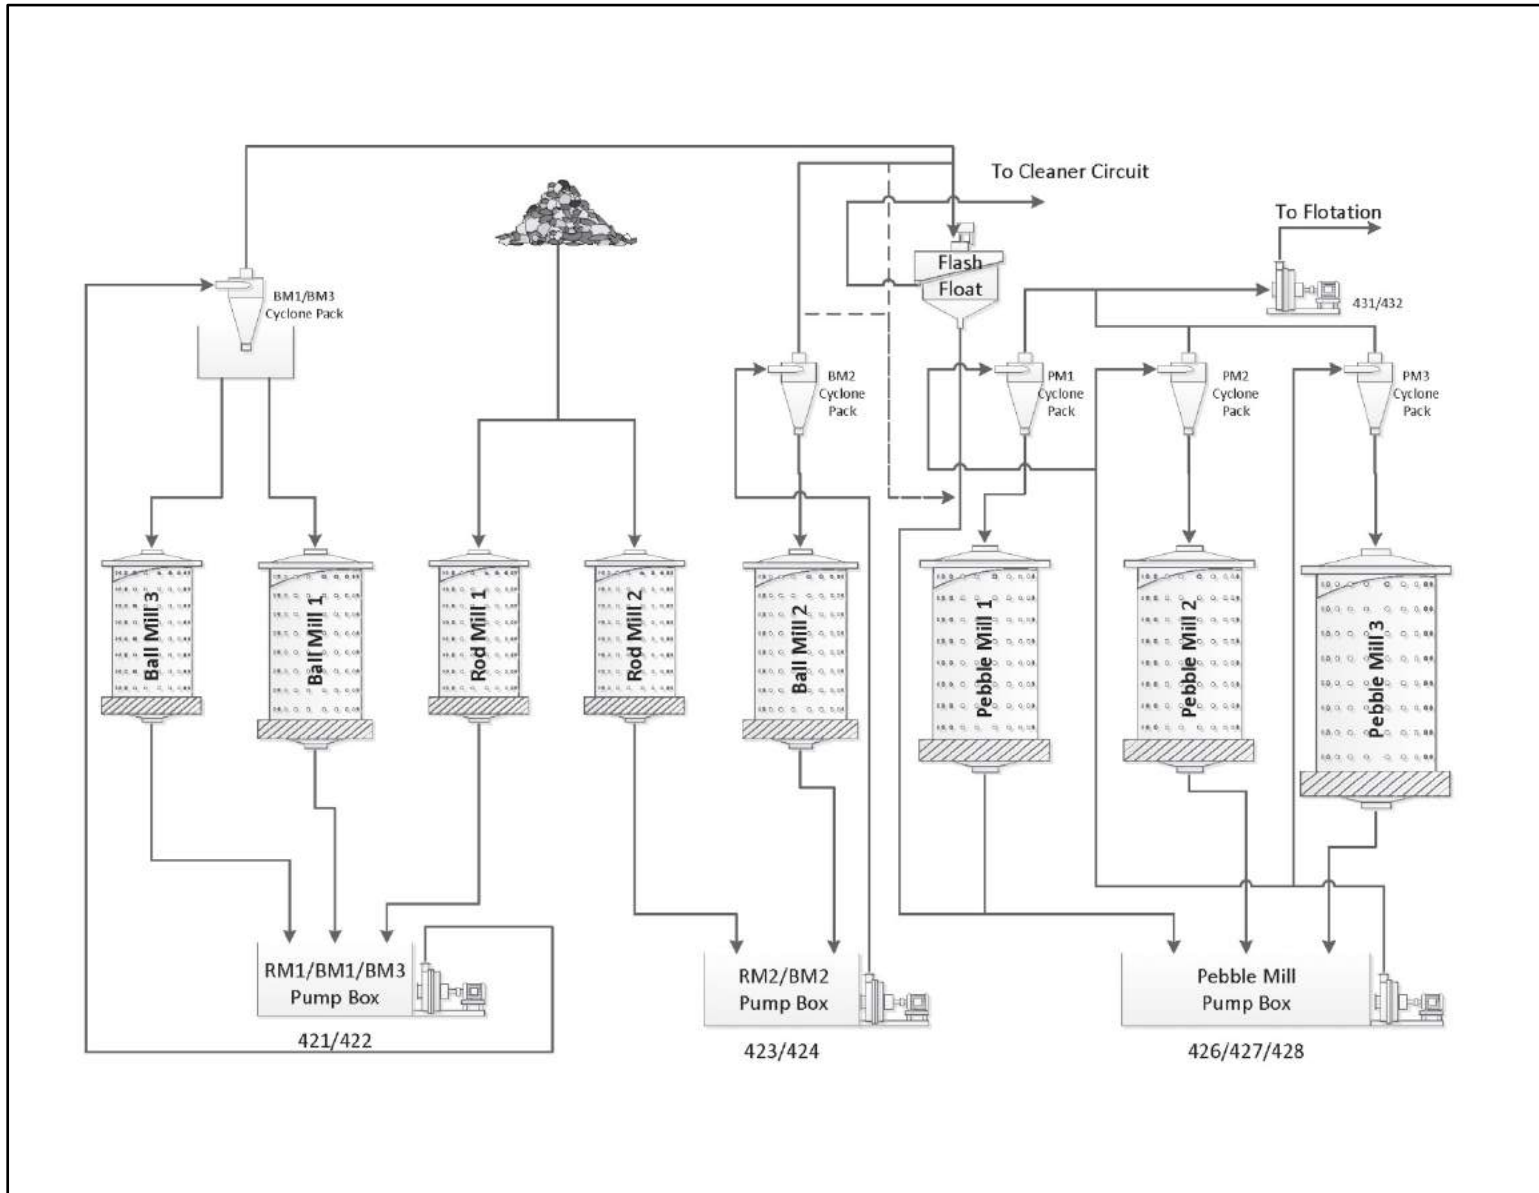 To Cleaner Circuit
To Flotation
Flash
Float
BM1/BM3
Cyclone Pack
431/432
BM2
Cyclone
Pack
PM1
Cyclone
Pack
PM2
Cyclone
Pack
PM3
Cyclone
Pack
Ball Mill 3
Ball Mill 1
Rod Mill 1
Rod Mill 2
Ball Mill 2
Pebble Mill 1
Pebble Mill 2
Pebble Mill 3
RM1/BM1/BM3
Pump Box
421/422
RM2/BM2
Pump Box
423/424
Pebble Mill
Pump Box
426/427/428